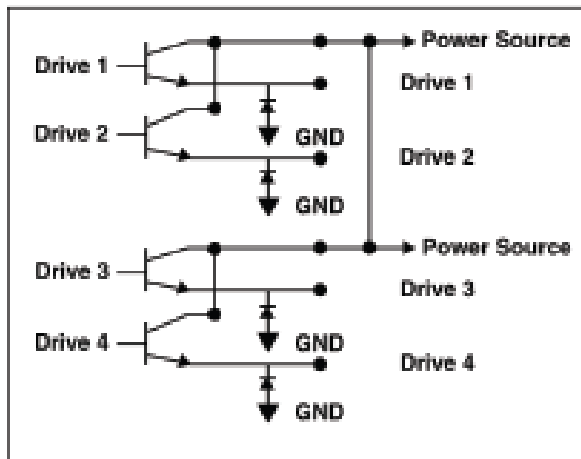 Power Source
Drive 1
Drive 1
GND
Drive 2
Drive 2
GND
Power Source
Drive 3
Drive 3
GND
Drive 4
Drive 4
GND